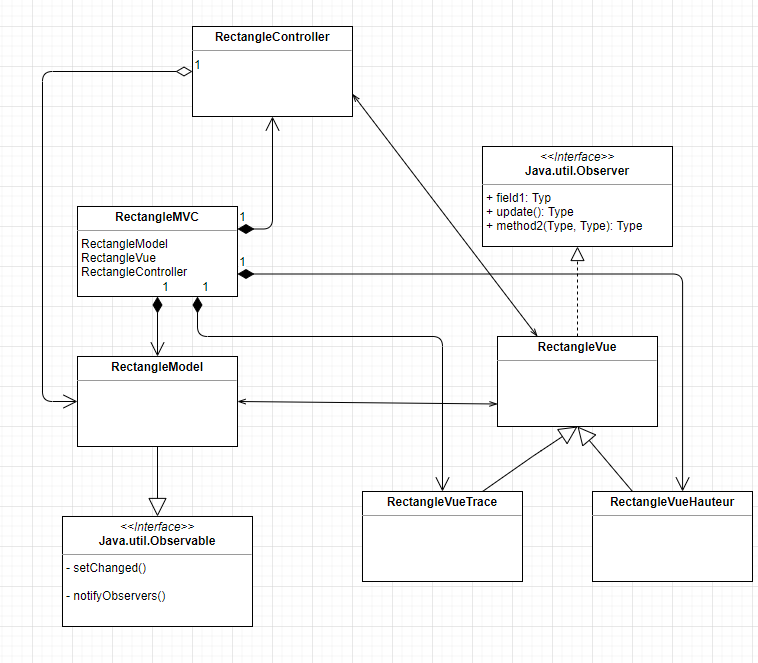 RectangleController
1
<<Interface>>
Java.util.Observer
+ field1: Typ
+ update(): Type
+ method2(Type, Type): Type
RectangleMVC
1
RectangleModel
RectangleVue
RectangleController
1
1
1
RectangleVue
RectangleModel
RectangleVueTrace
RectangleVueHauteur
<<Interface>>
Java.util.Observable
- setChanged()
- notifyObservers()